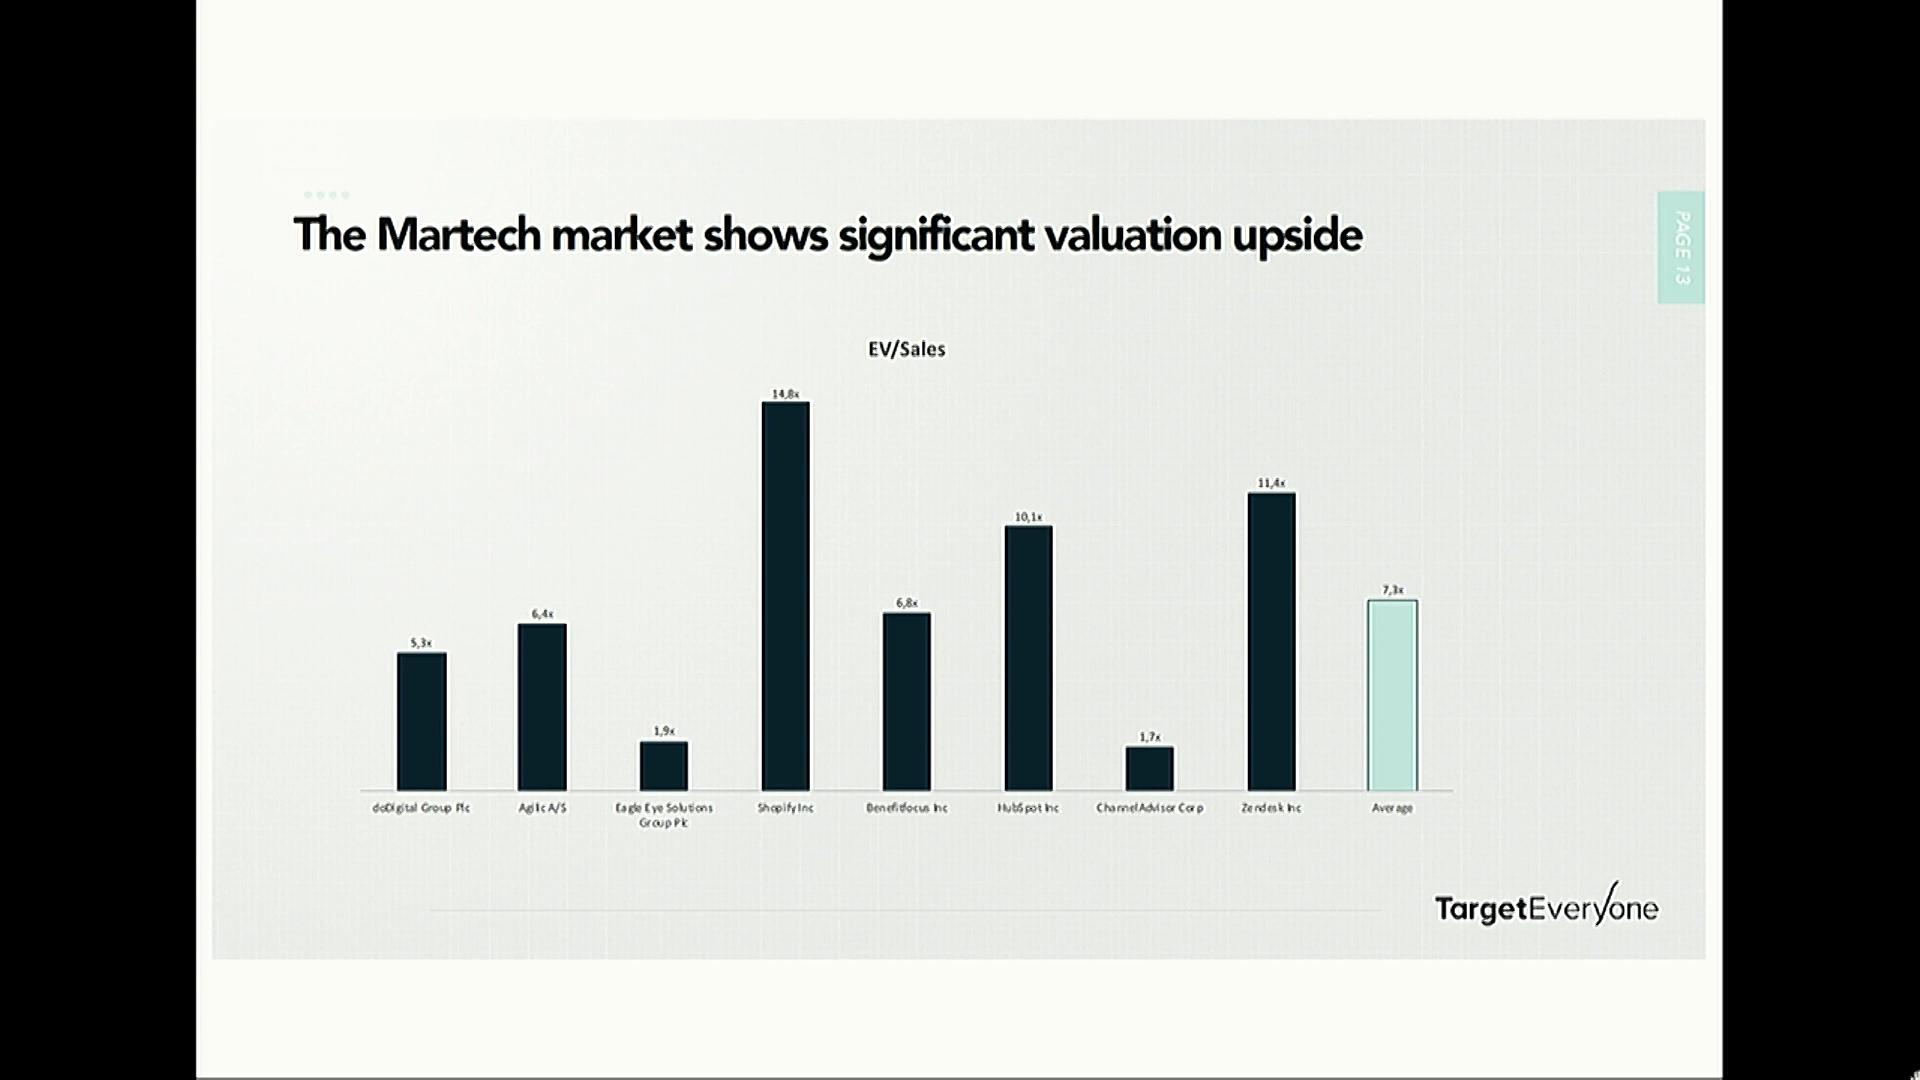 The Martech market shows significant valuation upside
PAGE 13
EV/Sales
14,8x
11,4x
10,1x
7,3x
6,8x
6,4x
5,3x
1,9x
1,7x
doDigital Group Plc
Agilic A/S
Eagle Eye Solutions
Group Plc
Shopify Inc
Benefitfocus Inc
HubSpot Inc
ChannelAdvisor Corp
Zendesk Inc
Average
TargetEveryone